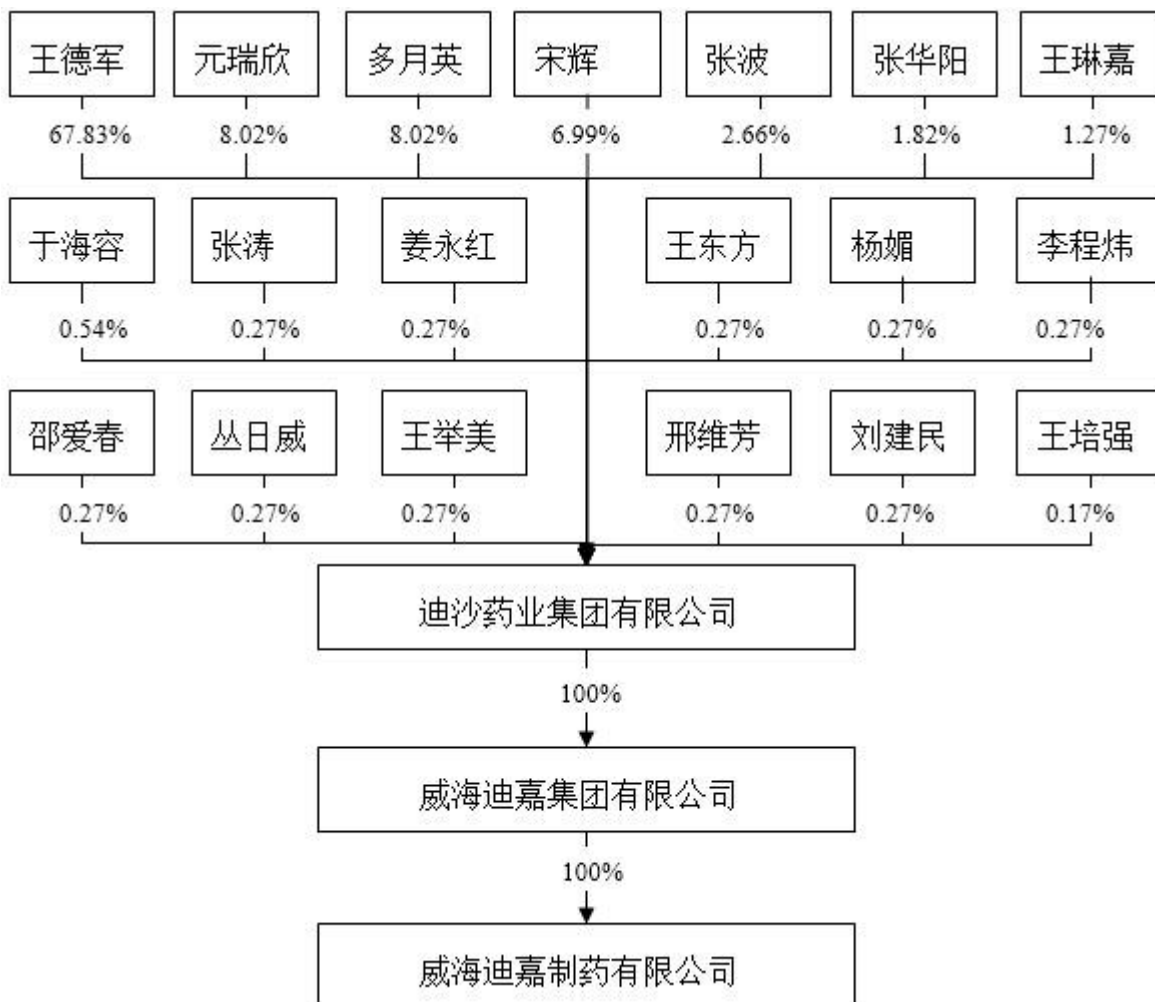 王德军 元瑞欣 多月英 宋辉 张波 张华阳 王琳嘉
67.83% 8.02% 8.02% 6.99% 2.66% 1.82% 1.27%
于海容 张涛 姜永红 王东方 杨媚 李程炜
0.54% 0.27% 0.27% 0.27% 0.27% 0.27%
邵爱春 丛日威 王举美 邢维芳 刘建民 王培强
0.27% 0.27% 0.27% 0.27% 0.27% 0.17%
迪沙药业集团有限公司
100%
威海迪嘉集团有限公司
100%
威海迪嘉制药有限公司